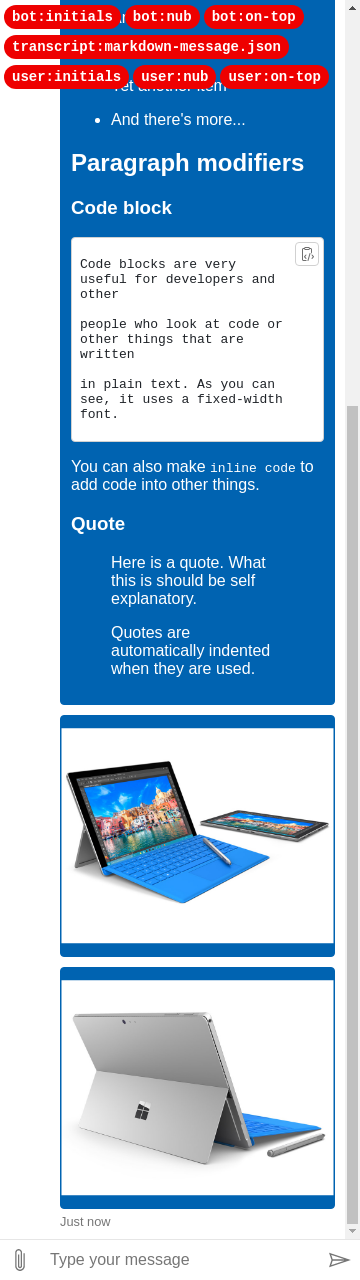 bot:initials bot:nub bot:on-top
transcript:markdown-message.json
user:initials user:nub user:on-top
Yet another item
And there's more...
Paragraph modifiers
Code block
Code blocks are very
useful for developers and
other
people who look at code or
other things that are
written
in plain text. As you can
see, it uses a fixed-width
font.
You can also make inline code to
add code into other things.
Quote
Here is a quote. What
this is should be self
explanatory.
Quotes are
automatically indented
when they are used.
Just now
Type your message